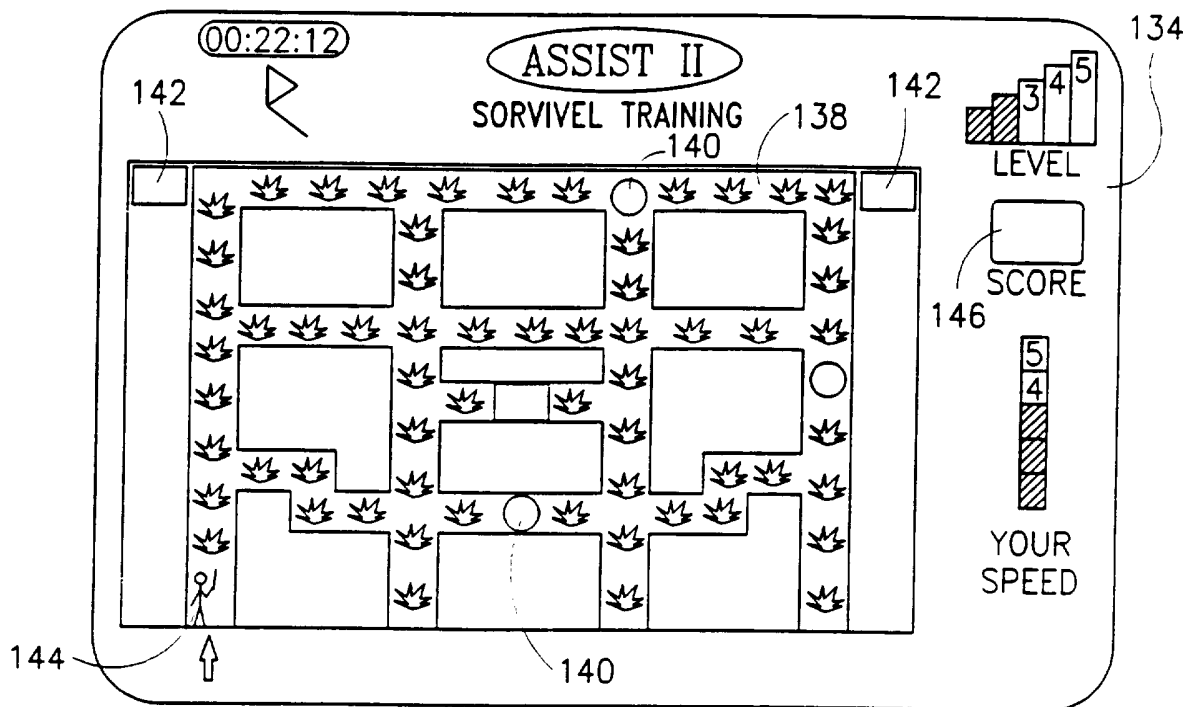 00:22:12
ASSIST II
SORVIVEL TRAINING
134
142
142
138
140
3 4 5
LEVEL
146
SCORE
5
4
YOUR
SPEED
144
140